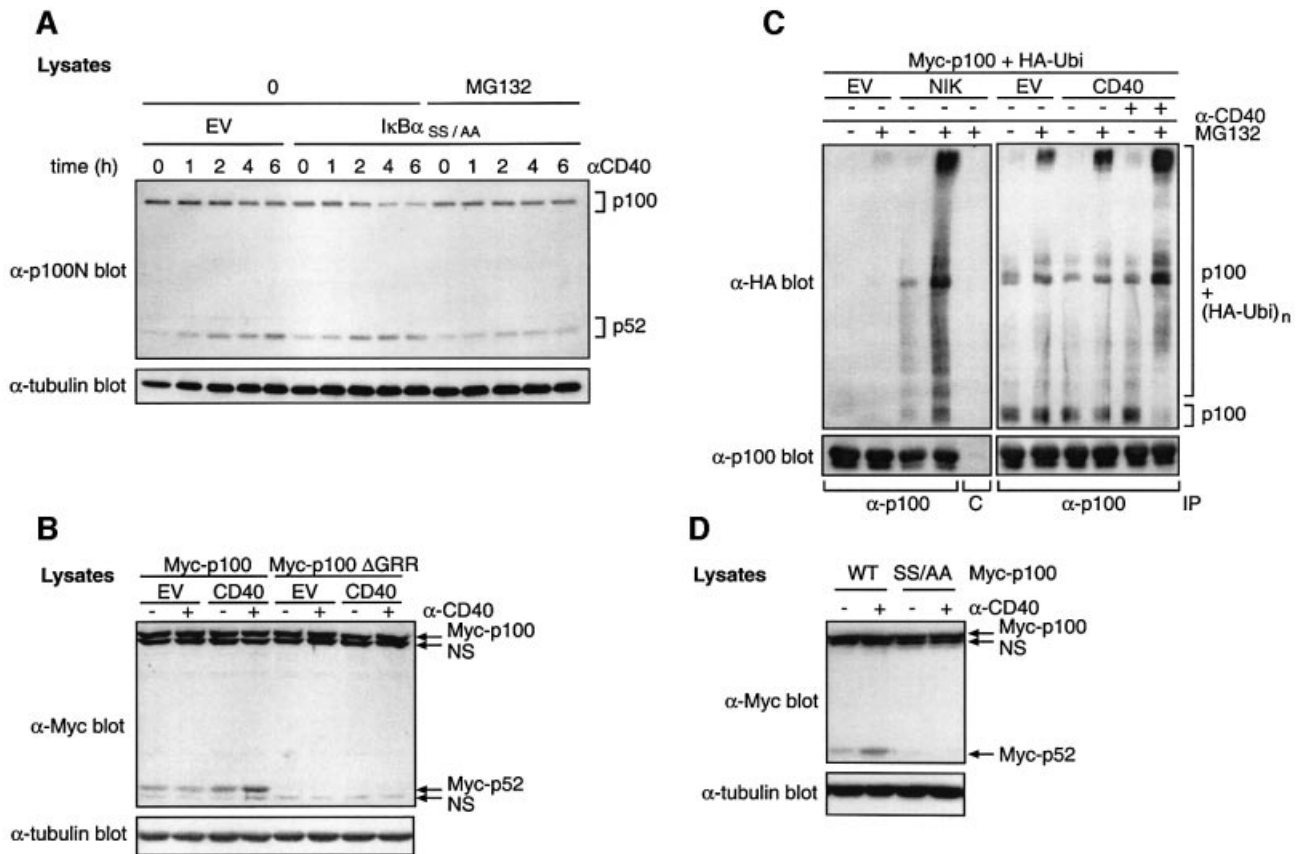 A
Lysates
0 MG132
EV IκBα SS / AA
time (h) 0 1 2 4 6 0 1 2 4 6 0 1 2 4 6 αCD40
p100
α-p100N blot
p52
α-tubulin blot
B
Lysates
Myc-p100 Myc-p100 ΔGRR
EV CD40 EV CD40
- + - + - + - + α-CD40
Myc-p100
NS
α-Myc blot
Myc-p52
NS
α-tubulin blot
C
Myc-p100 + HA-Ubi
EV NIK EV CD40
- - - - - - - - - + + α-CD40
- + - + + - + - + - + MG132
α-HA blot
p100
+
(HA-Ubi)n
p100
α-p100 blot
α-p100 C α-p100 IP
D
Lysates
WT SS/AA Myc-p100
- + - + α-CD40
Myc-p100
NS
α-Myc blot
Myc-p52
α-tubulin blot